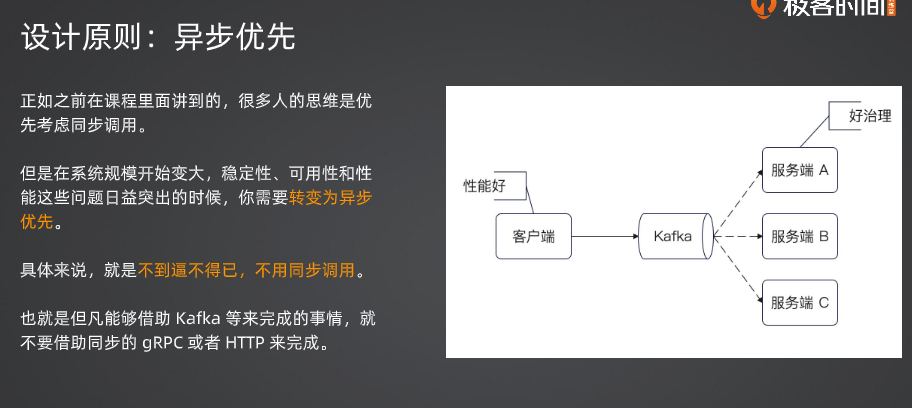 极客时间
设计原则：异步优先
正如之前在课程里面讲到的，很多人的思维是优
先考虑同步调用。
但是在系统规模开始变大，稳定性、可用性和性
能这些问题日益突出的时候，你需要转变为异步
优先。
具体来说，就是不到逼不得已，不用同步调用。
也就是但凡能够借助 Kafka 等来完成的事情，就
不要借助同步的 gRPC 或者 HTTP 来完成。
好治理
性能好
服务端 A
客户端
Kafka
服务端 B
服务端 C